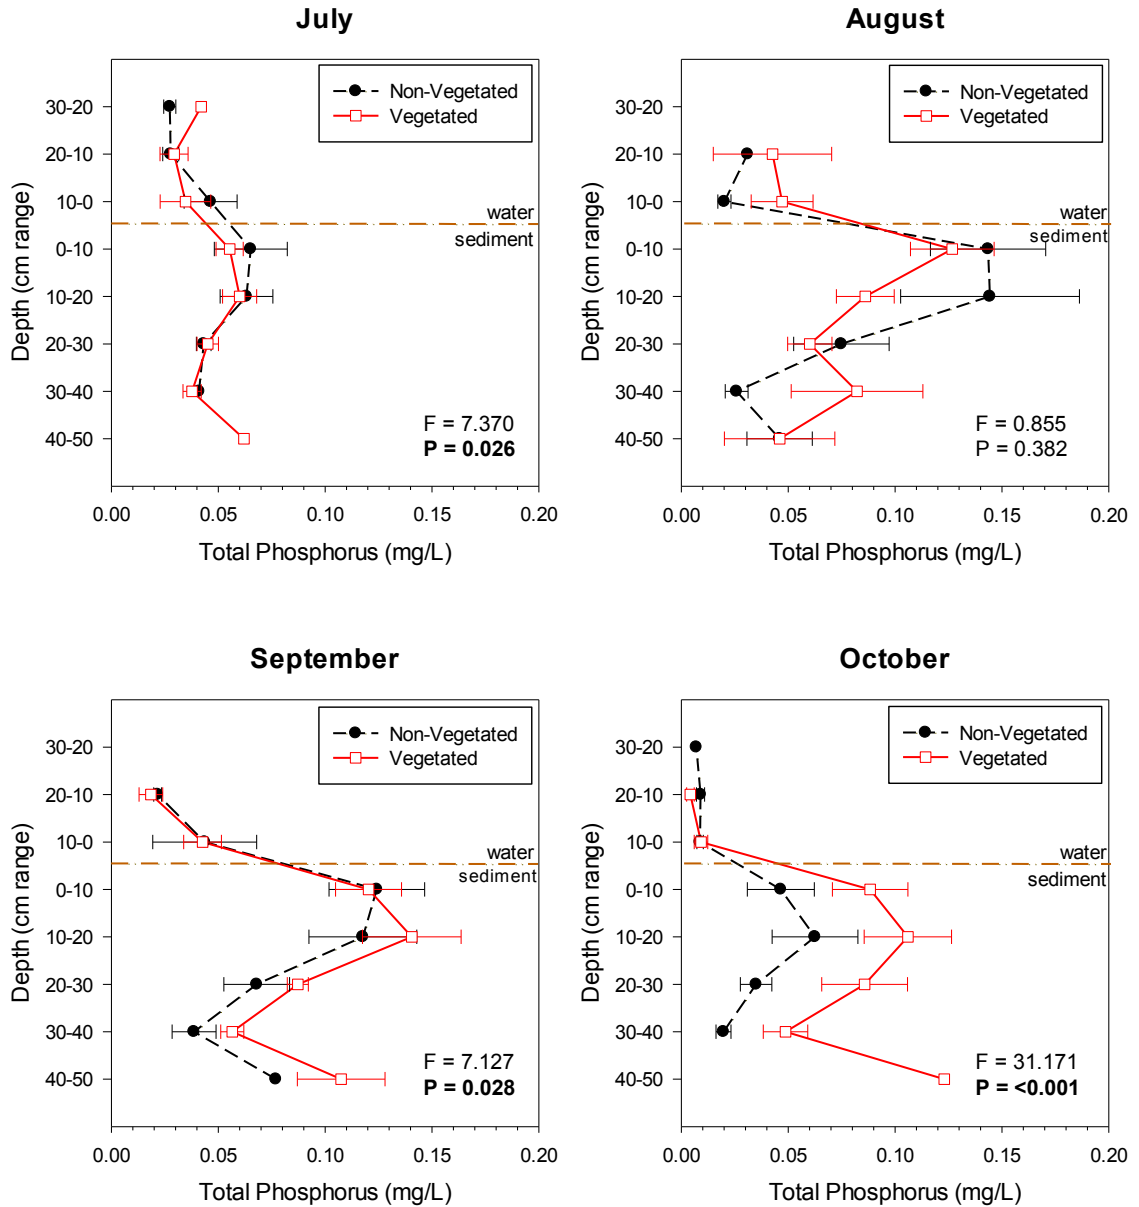 July
Depth (cm range)
30-20
20-10
10-0
0-10
10-20
20-30
30-40
40-50
Non-Vegetated
Vegetated
water
sediment
F = 7.370
P = 0.026
0.00 0.05 0.10 0.15 0.20
Total Phosphorus (mg/L)
August
Depth (cm range)
30-20
20-10
10-0
0-10
10-20
20-30
30-40
40-50
Non-Vegetated
Vegetated
water
sediment
F = 0.855
P = 0.382
0.00 0.05 0.10 0.15 0.20
Total Phosphorus (mg/L)
September
Depth (cm range)
30-20
20-10
10-0
0-10
10-20
20-30
30-40
40-50
Non-Vegetated
Vegetated
water
sediment
F = 7.127
P = 0.028
0.00 0.05 0.10 0.15 0.20
Total Phosphorus (mg/L)
October
Depth (cm range)
30-20
20-10
10-0
0-10
10-20
20-30
30-40
40-50
Non-Vegetated
Vegetated
water
sediment
F = 31.171
P = <0.001
0.00 0.05 0.10 0.15 0.20
Total Phosphorus (mg/L)